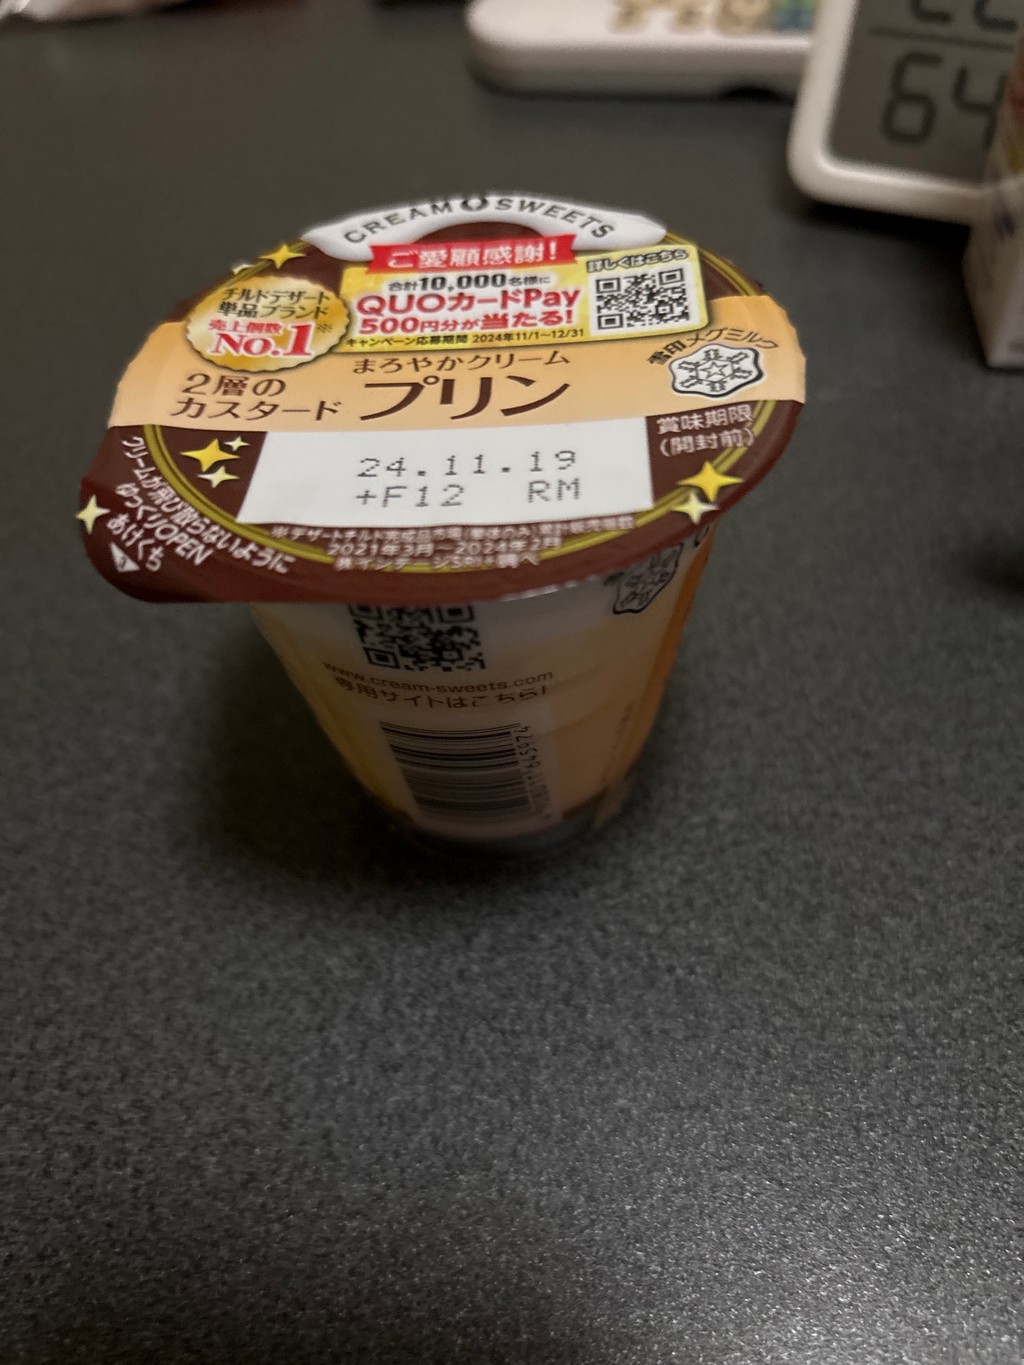 64
CREAM SWEETS
ご愛顧感謝!
合計10,000名様に
QUOカードPay
500円分が当たる!
キャンペーン応募期間 2024年11/1~12/31
詳しくはこちら
チルドデザート
単品ブランド
売上個数※
No.1
雪印メグミルク
まろやかクリーム
2層の
カスタード
プリン
賞味期限
(開封前)
24.11.19
+F12 RM
クリームが飛び散らないように
ゆっくりOPEN
あけくち
2021年3月~2024年2月
www.cream-sweets.com
専用サイトはこちら!